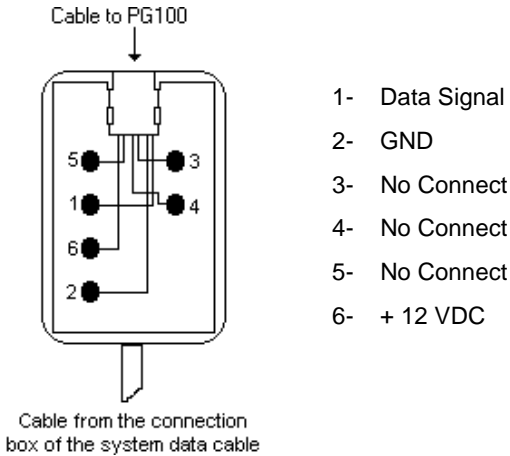 Cable to PG100
5
3
1
4
6
2
Cable from the connection
box of the system data cable
1- Data Signal
2- GND
3- No Connect
4- No Connect
5- No Connect
6- + 12 VDC